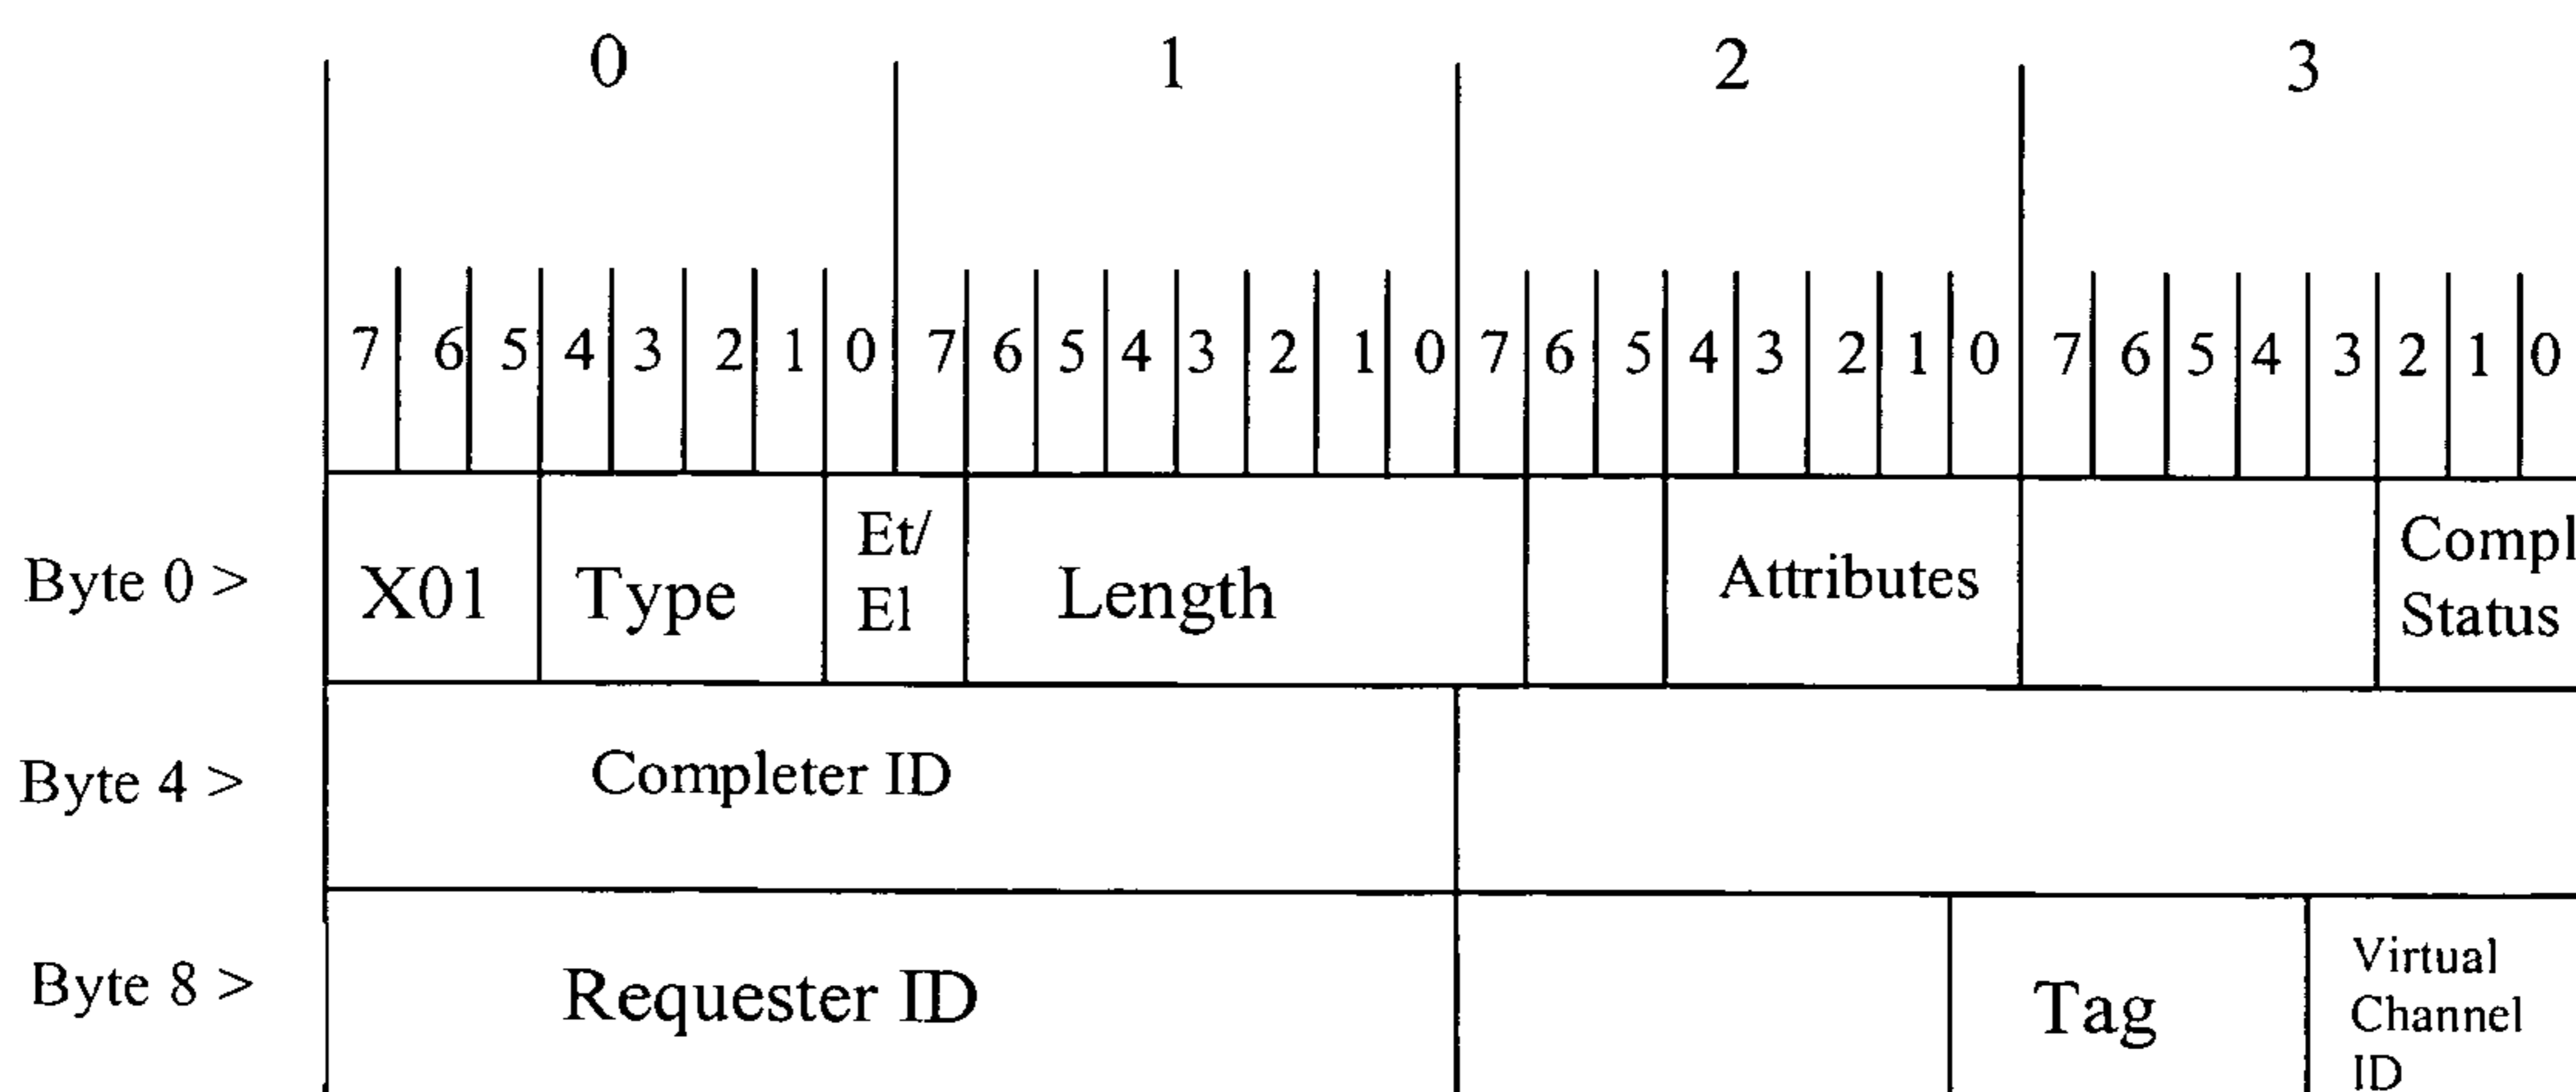 0 1 2 3
7 6 5 4 3 2 1 0 7 6 5 4 3 2 1 0 7 6 5 4 3 2 1 0 7 6 5 4 3 2 1 0
Byte 0 > X01 Type Et/ El Length Attributes Compl Status
Byte 4 > Completer ID
Byte 8 > Requester ID Tag Virtual Channel ID